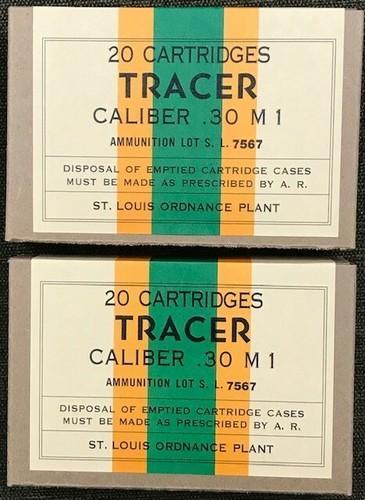 20 CARTRIDGES
TRACER
CALIBER .30 M 1
AMMUNITION LOT S. L. 7567
DISPOSAL OF EMPTIED CARTRIDGE CASES
MUST BE MADE AS PRESCRIBED BY A. R.
ST. LOUIS ORDNANCE PLANT
20 CARTRIDGES
TRACER
CALIBER .30 M 1
AMMUNITION LOT S. L. 7567
DISPOSAL OF EMPTIED CARTRIDGE CASES
MUST BE MADE AS PRESCRIBED BY A. R.
ST. LOUIS ORDNANCE PLANT